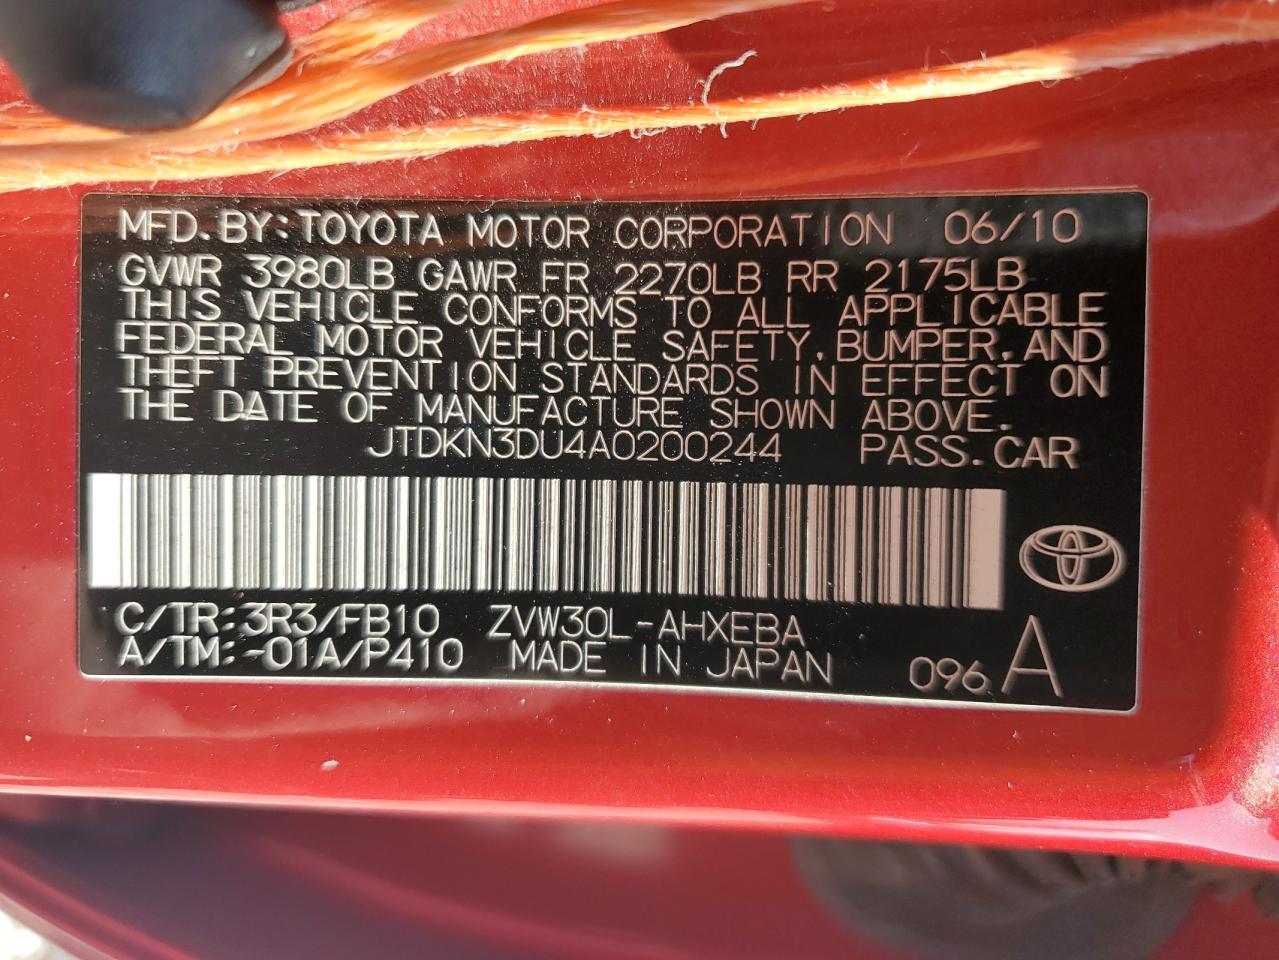 MFD. BY: TOYOTA MOTOR CORPORATION 06/10
GVWR 3980LB GAWR FR 2270LB RR 2175LB
THIS VEHICLE CONFORMS TO ALL APPLICABLE
FEDERAL MOTOR VEHICLE SAFETY, BUMPER, AND
THEFT PREVENTION STANDARDS IN EFFECT ON
THE DATE OF MANUFACTURE SHOWN ABOVE.
JTDKN3DU4A0200244 PASS. CAR
C/TR: 3R3/FB10 ZVW30L-AHXEBA
A/TM: -01A/P410 MADE IN JAPAN 096 A